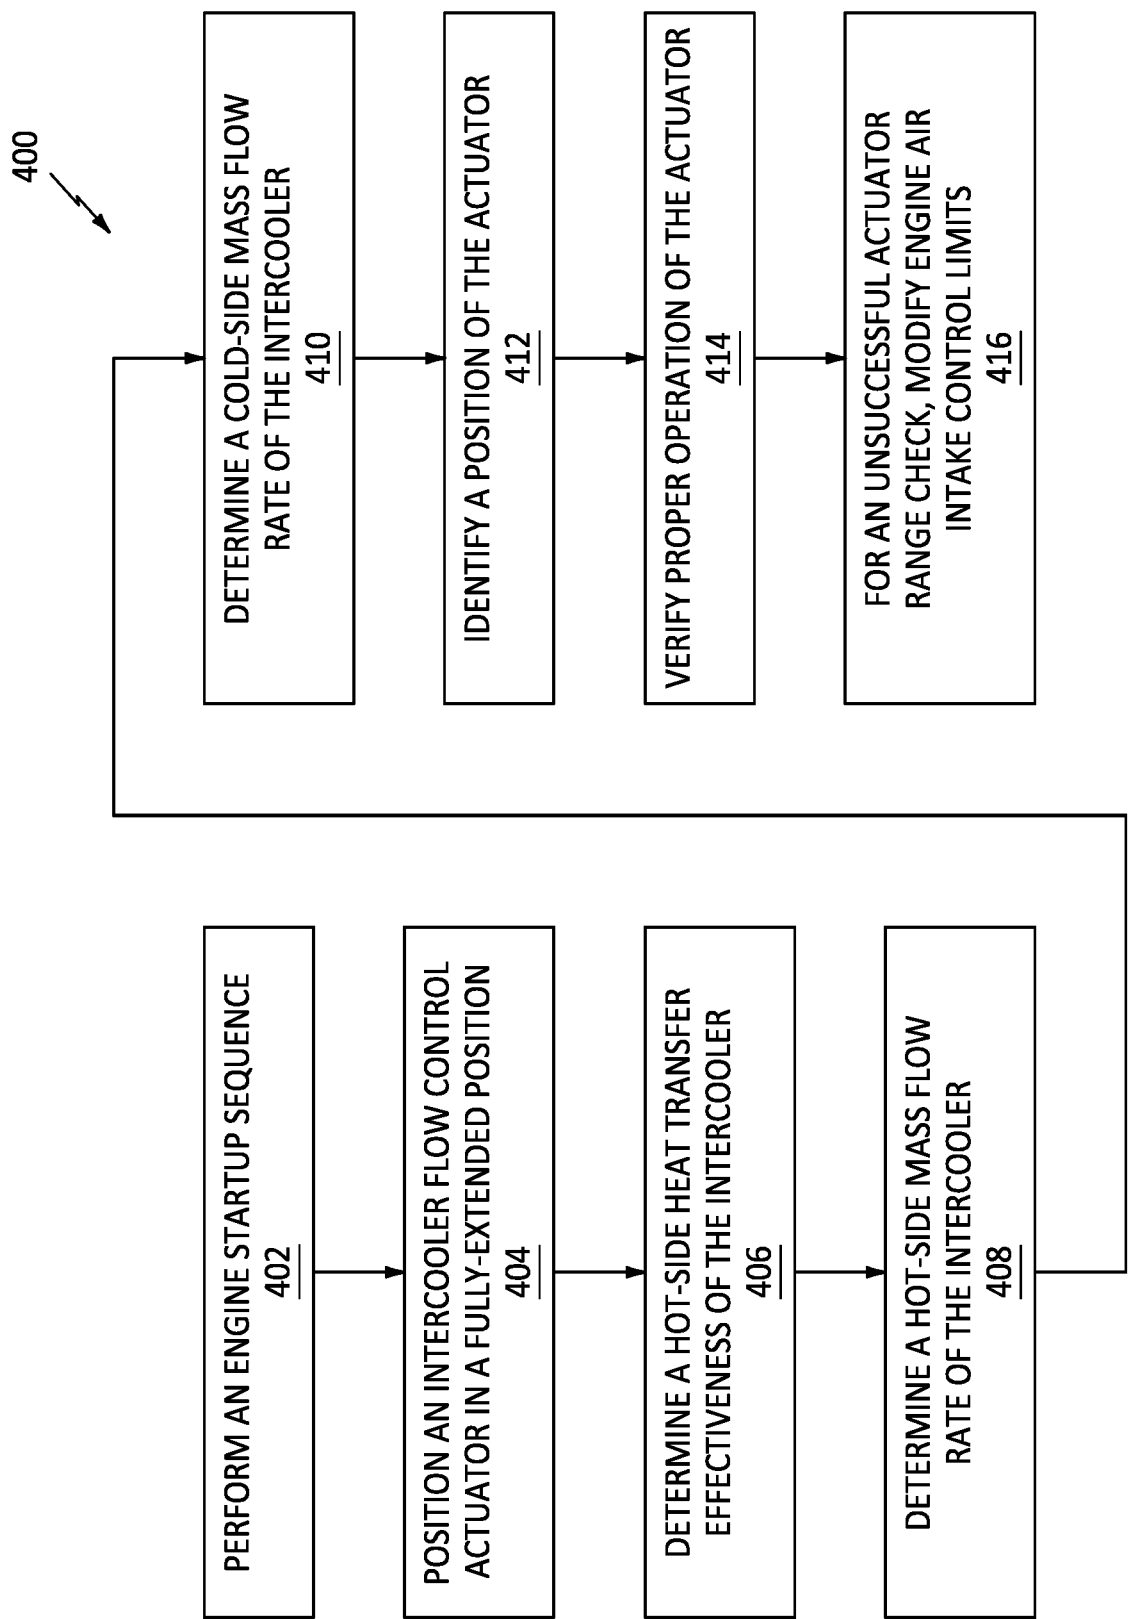 400
PERFORM AN ENGINE STARTUP SEQUENCE
402
POSITION AN INTERCOOLER FLOW CONTROL
ACTUATOR IN A FULLY-EXTENDED POSITION
404
DETERMINE A HOT-SIDE HEAT TRANSFER
EFFECTIVENESS OF THE INTERCOOLER
406
DETERMINE A HOT-SIDE MASS FLOW
RATE OF THE INTERCOOLER
408
DETERMINE A COLD-SIDE MASS FLOW
RATE OF THE INTERCOOLER
410
IDENTIFY A POSITION OF THE ACTUATOR
412
VERIFY PROPER OPERATION OF THE ACTUATOR
414
FOR AN UNSUCCESSFUL ACTUATOR
RANGE CHECK, MODIFY ENGINE AIR
INTAKE CONTROL LIMITS
416